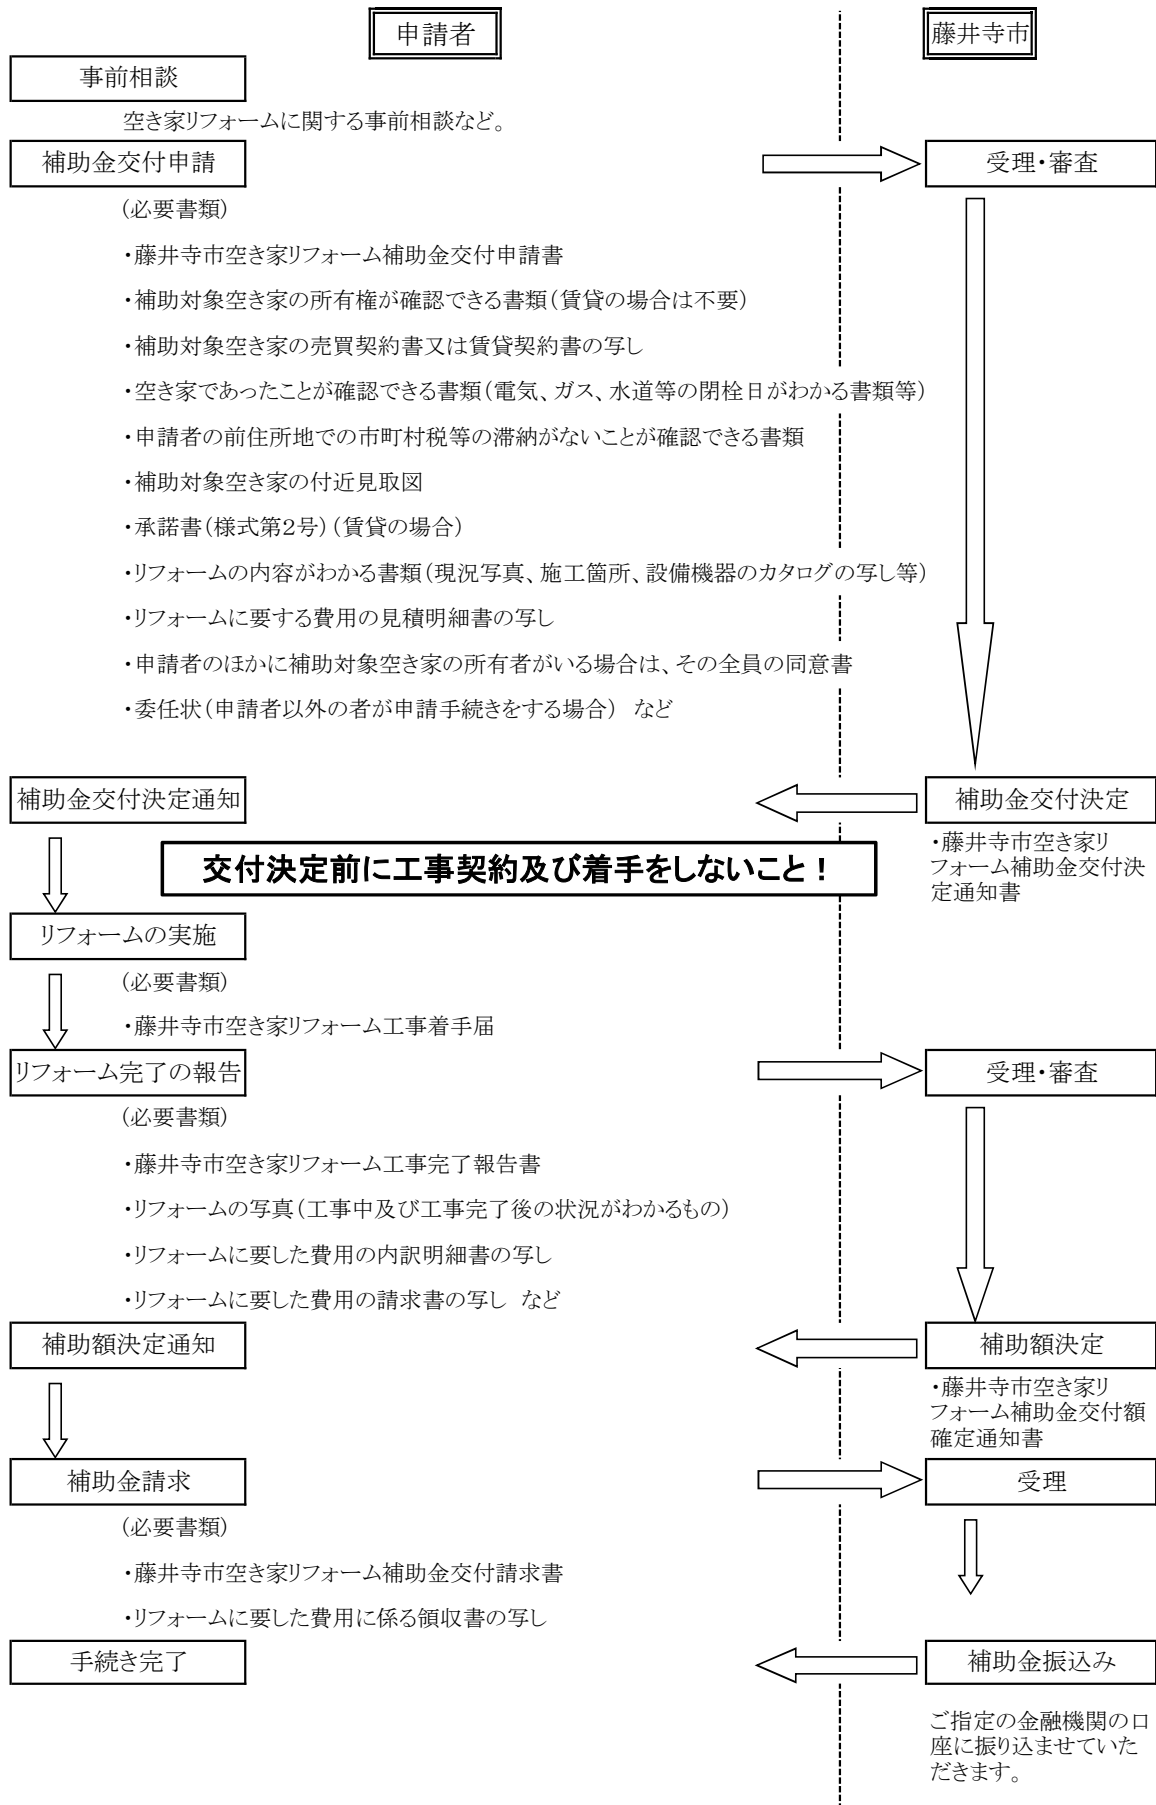 申請者
藤井寺市
事前相談
空き家リフォームに関する事前相談など。
補助金交付申請
受理・審査
(必要書類)
・藤井寺市空き家リフォーム補助金交付申請書
・補助対象空き家の所有権が確認できる書類(賃貸の場合は不要)
・補助対象空き家の売買契約書又は賃貸契約書の写し
・空き家であったことが確認できる書類(電気、ガス、水道等の閉栓日がわかる書類等)
・申請者の前住所地での市町村税等の滞納がないことが確認できる書類
・補助対象空き家の付近見取図
・承諾書(様式第2号)(賃貸の場合)
・リフォームの内容がわかる書類(現況写真、施工箇所、設備機器のカタログの写し等)
・リフォームに要する費用の見積明細書の写し
・申請者のほかに補助対象空き家の所有者がいる場合は、その全員の同意書
・委任状(申請者以外の者が申請手続きをする場合) など
補助金交付決定通知
補助金交付決定
・藤井寺市空き家リ
フォーム補助金交付決
定通知書
交付決定前に工事契約及び着手をしないこと!
リフォームの実施
(必要書類)
・藤井寺市空き家リフォーム工事着手届
リフォーム完了の報告
受理・審査
(必要書類)
・藤井寺市空き家リフォーム工事完了報告書
・リフォームの写真(工事中及び工事完了後の状況がわかるもの)
・リフォームに要した費用の内訳明細書の写し
・リフォームに要した費用の請求書の写し など
補助額決定通知
補助額決定
・藤井寺市空き家リ
フォーム補助金交付額
確定通知書
補助金請求
受理
(必要書類)
・藤井寺市空き家リフォーム補助金交付請求書
・リフォームに要した費用に係る領収書の写し
手続き完了
補助金振込み
ご指定の金融機関の口
座に振り込ませていた
だきます。